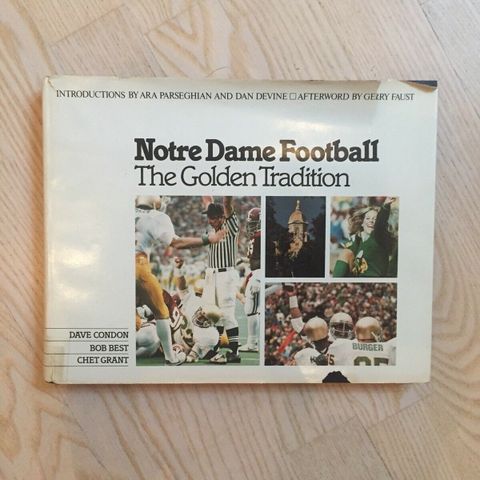 INTRODUCTIONS BY ARA PARSEGHIAN AND DAN DEVINE □ AFTERWORD BY GERRY FAUST
Notre Dame Football
The Golden Tradition
BURGER
DAVE CONDON
BOB BEST
CHET GRANT